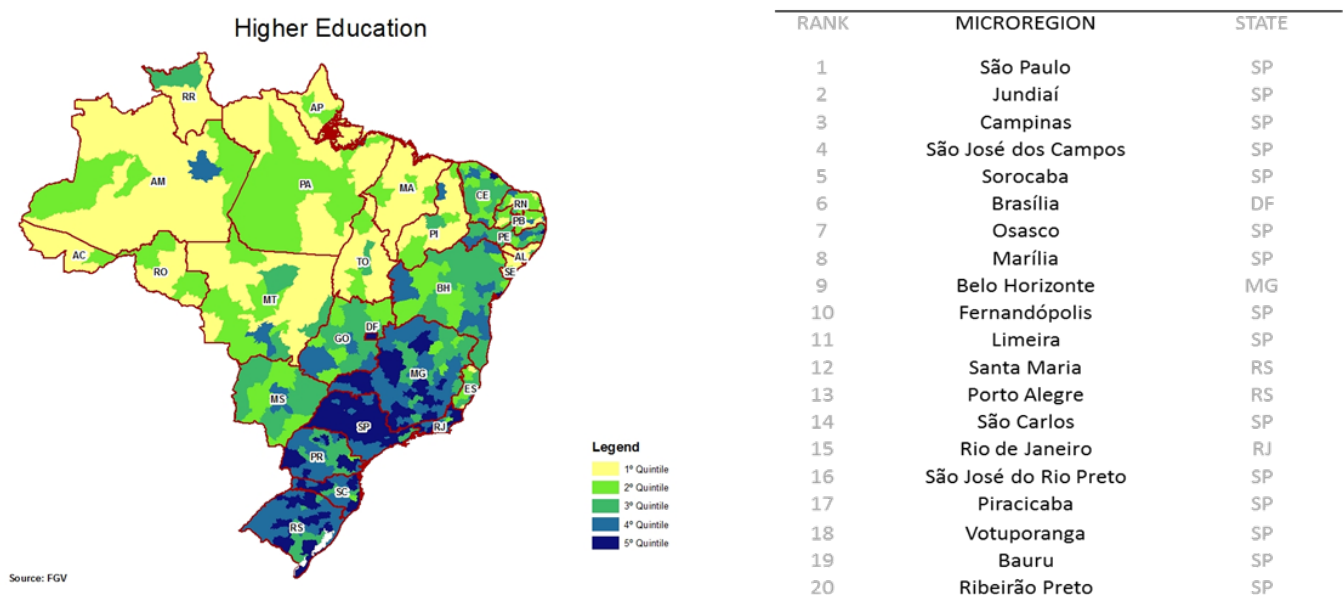 Higher Education
RR
AP
AM
PA
MA
CE
RN
PB
PI
PE
AL
SE
AC
RO
TO
BH
MT
DF
GO
MG
ES
MS
SP
RJ
PR
SC
RS
Legend
1º Quintile
2º Quintile
3º Quintile
4º Quintile
5º Quintile
Source: FGV
RANK MICROREGION STATE
1 São Paulo SP
2 Jundiaí SP
3 Campinas SP
4 São José dos Campos SP
5 Sorocaba SP
6 Brasília DF
7 Osasco SP
8 Marília SP
9 Belo Horizonte MG
10 Fernandópolis SP
11 Limeira SP
12 Santa Maria RS
13 Porto Alegre RS
14 São Carlos SP
15 Rio de Janeiro RJ
16 São José do Rio Preto SP
17 Piracicaba SP
18 Votuporanga SP
19 Bauru SP
20 Ribeirão Preto SP